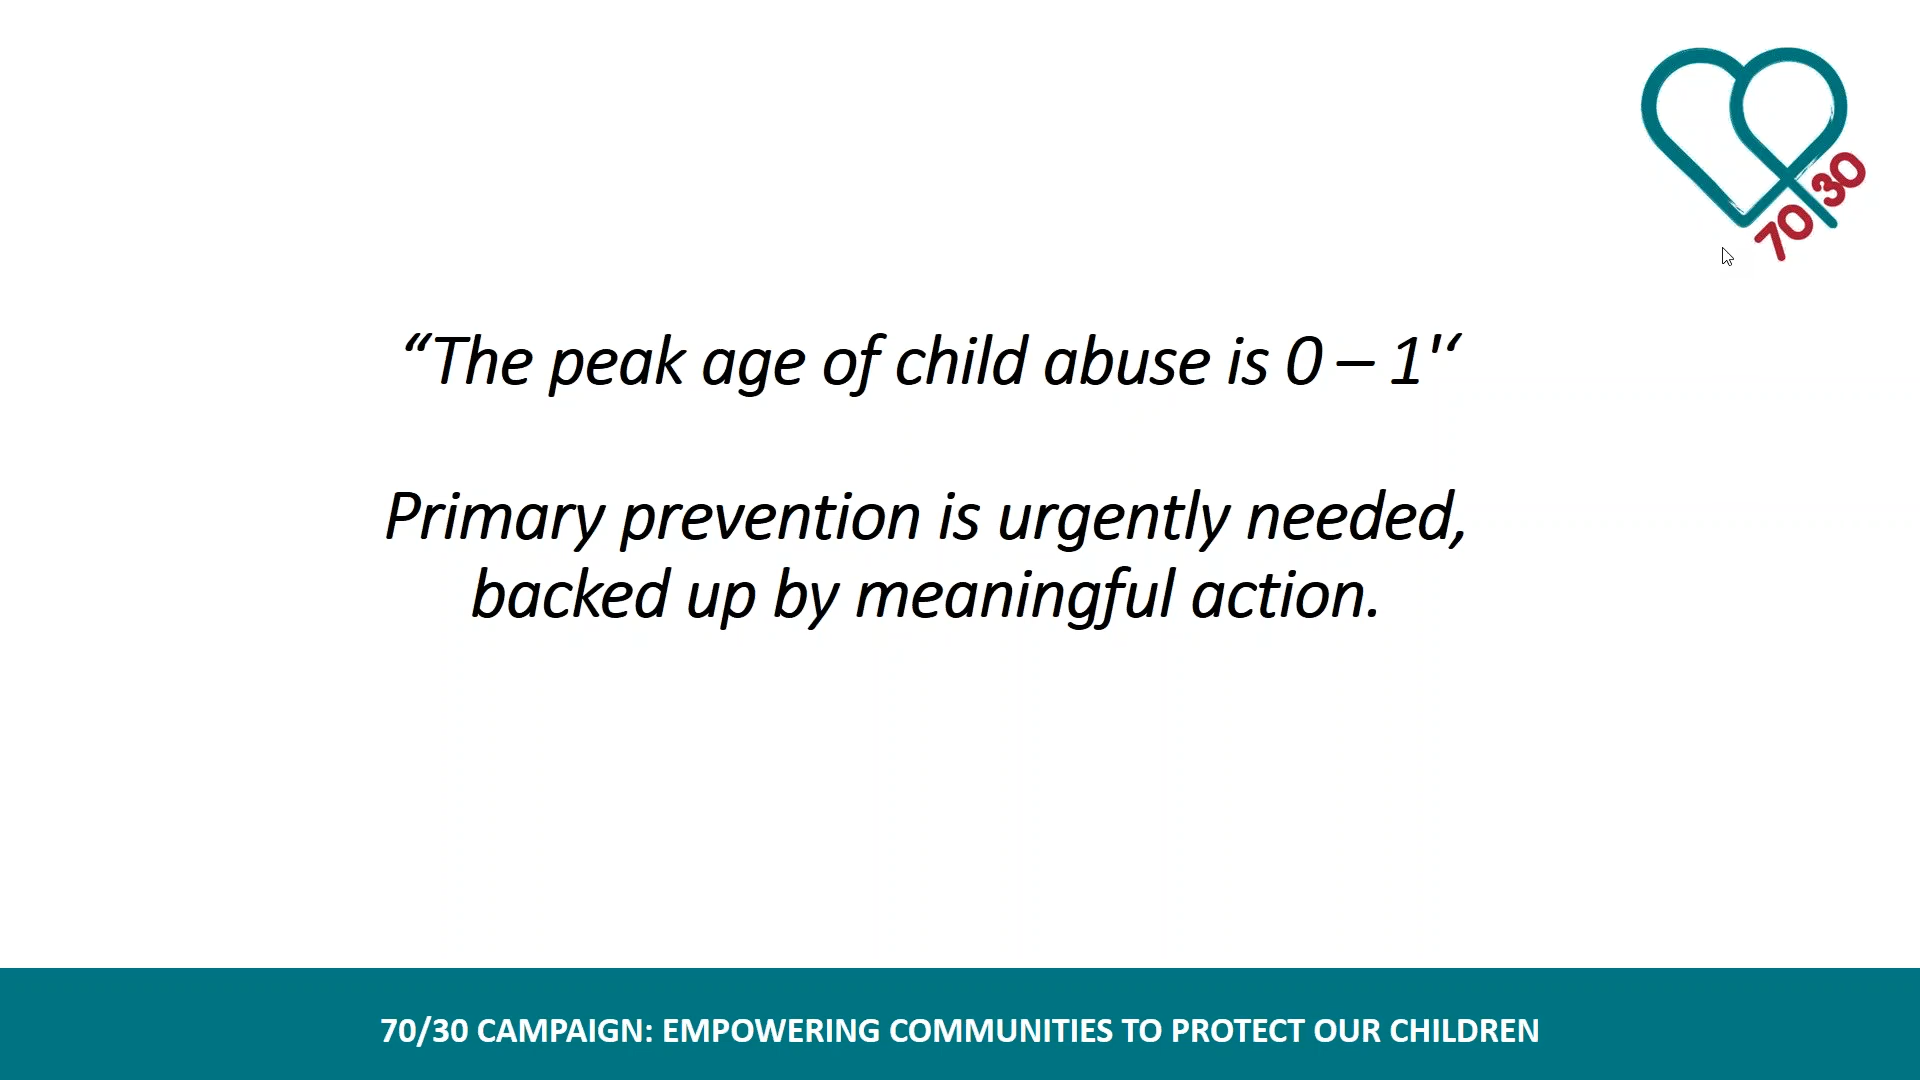 70/30
“The peak age of child abuse is 0 – 1"‘
Primary prevention is urgently needed,
backed up by meaningful action.
70/30 CAMPAIGN: EMPOWERING COMMUNITIES TO PROTECT OUR CHILDREN